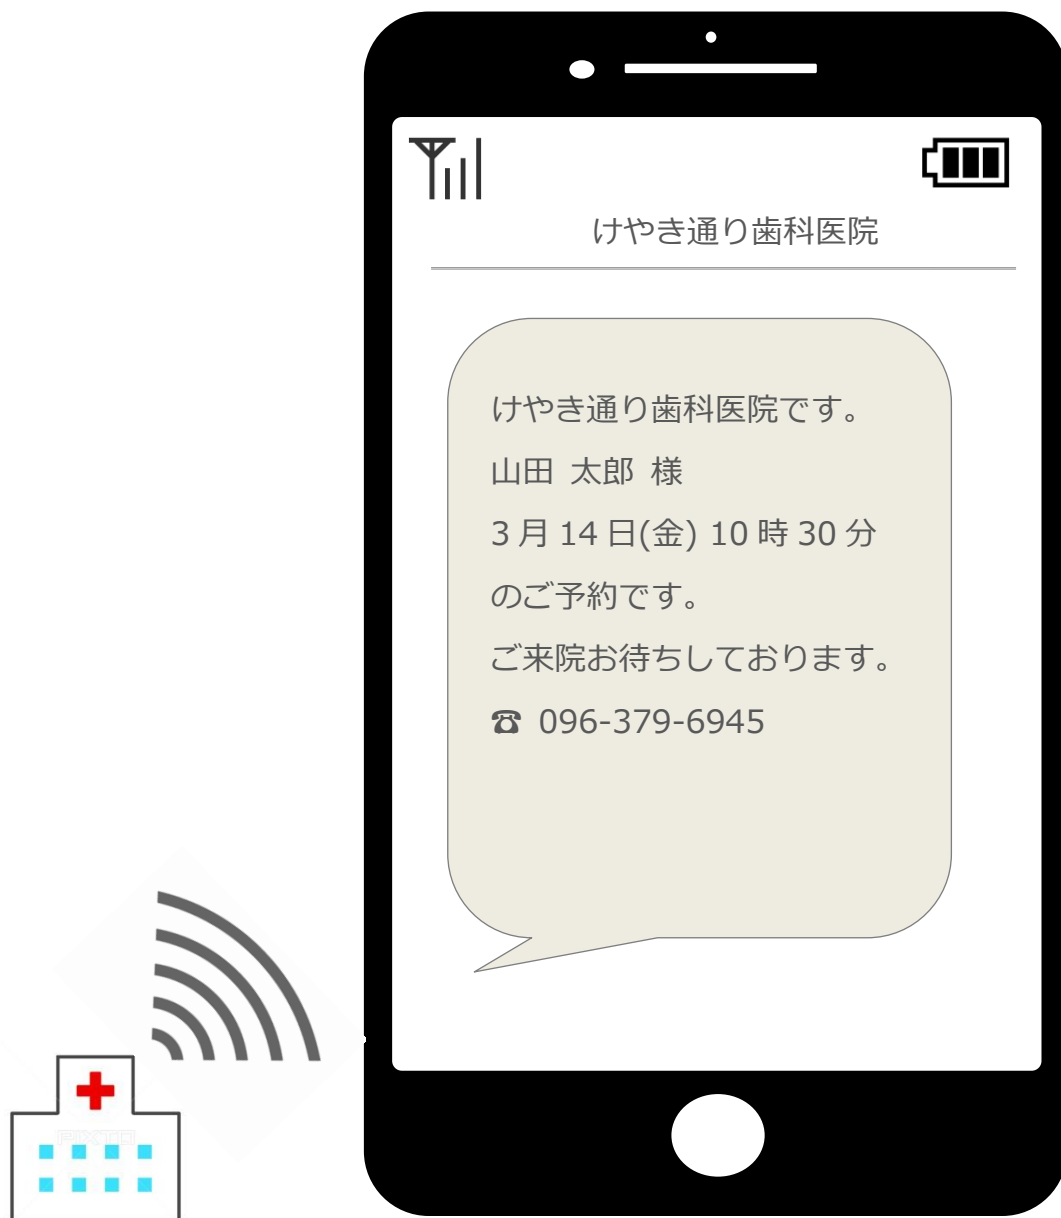 けやき通り歯科医院
けやき通り歯科医院です。
山田 太郎 様
3月14日(金) 10時30分
のご予約です。
ご来院お待ちしております。
☎ 096-379-6945
PIXTA